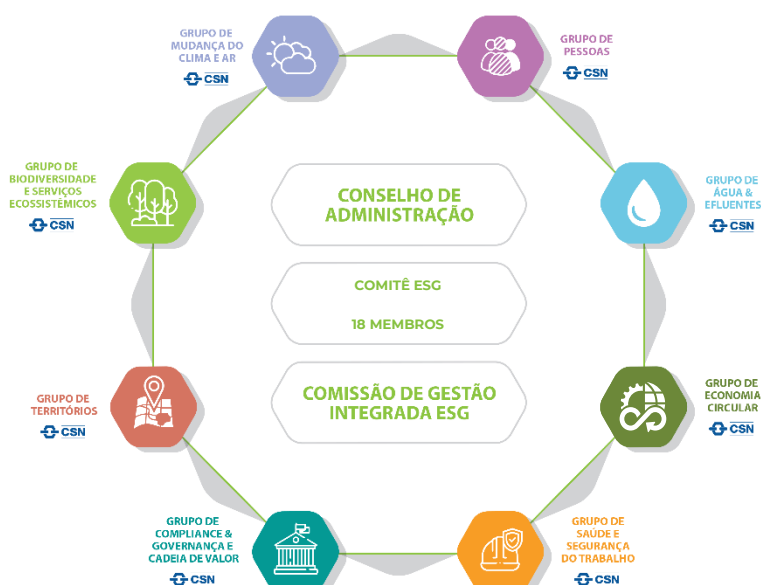 GRUPO DE
MUDANÇA DO
CLIMA E AR
CSN
GRUPO DE
PESSOAS
CSN
GRUPO DE
BIODIVERSIDADE
E SERVIÇOS
ECOSSISTÊMICOS
CSN
GRUPO DE
ÁGUA &
EFLUENTES
CSN
CONSELHO DE
ADMINISTRAÇÃO
COMITÊ ESG
18 MEMBROS
COMISSÃO DE GESTÃO
INTEGRADA ESG
GRUPO DE
TERRITÓRIOS
CSN
GRUPO DE
ECONOMIA
CIRCULAR
CSN
GRUPO DE
COMPLIANCE &
GOVERNANÇA E
CADEIA DE VALOR
CSN
GRUPO DE
SAÚDE E
SEGURANÇA
DO TRABALHO
CSN